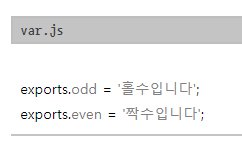 var.js
exports.odd = '홀수입니다';
exports.even = '짝수입니다';